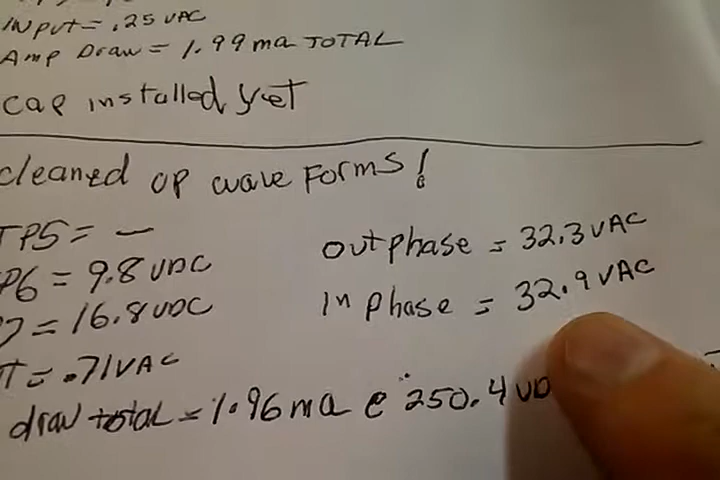 INPUT = .25 VAC
AMP Draw = 1.99 ma TOTAL
cap installed yet
cleaned up wave Forms!
TP5 = —
P6 = 9.8 VDC
outphase = 32.3 VAC
7 = 16.8 VDC
In phase = 32.9 VAC
T = .71 VAC
draw total = 1.96 ma @ 250.4 VD